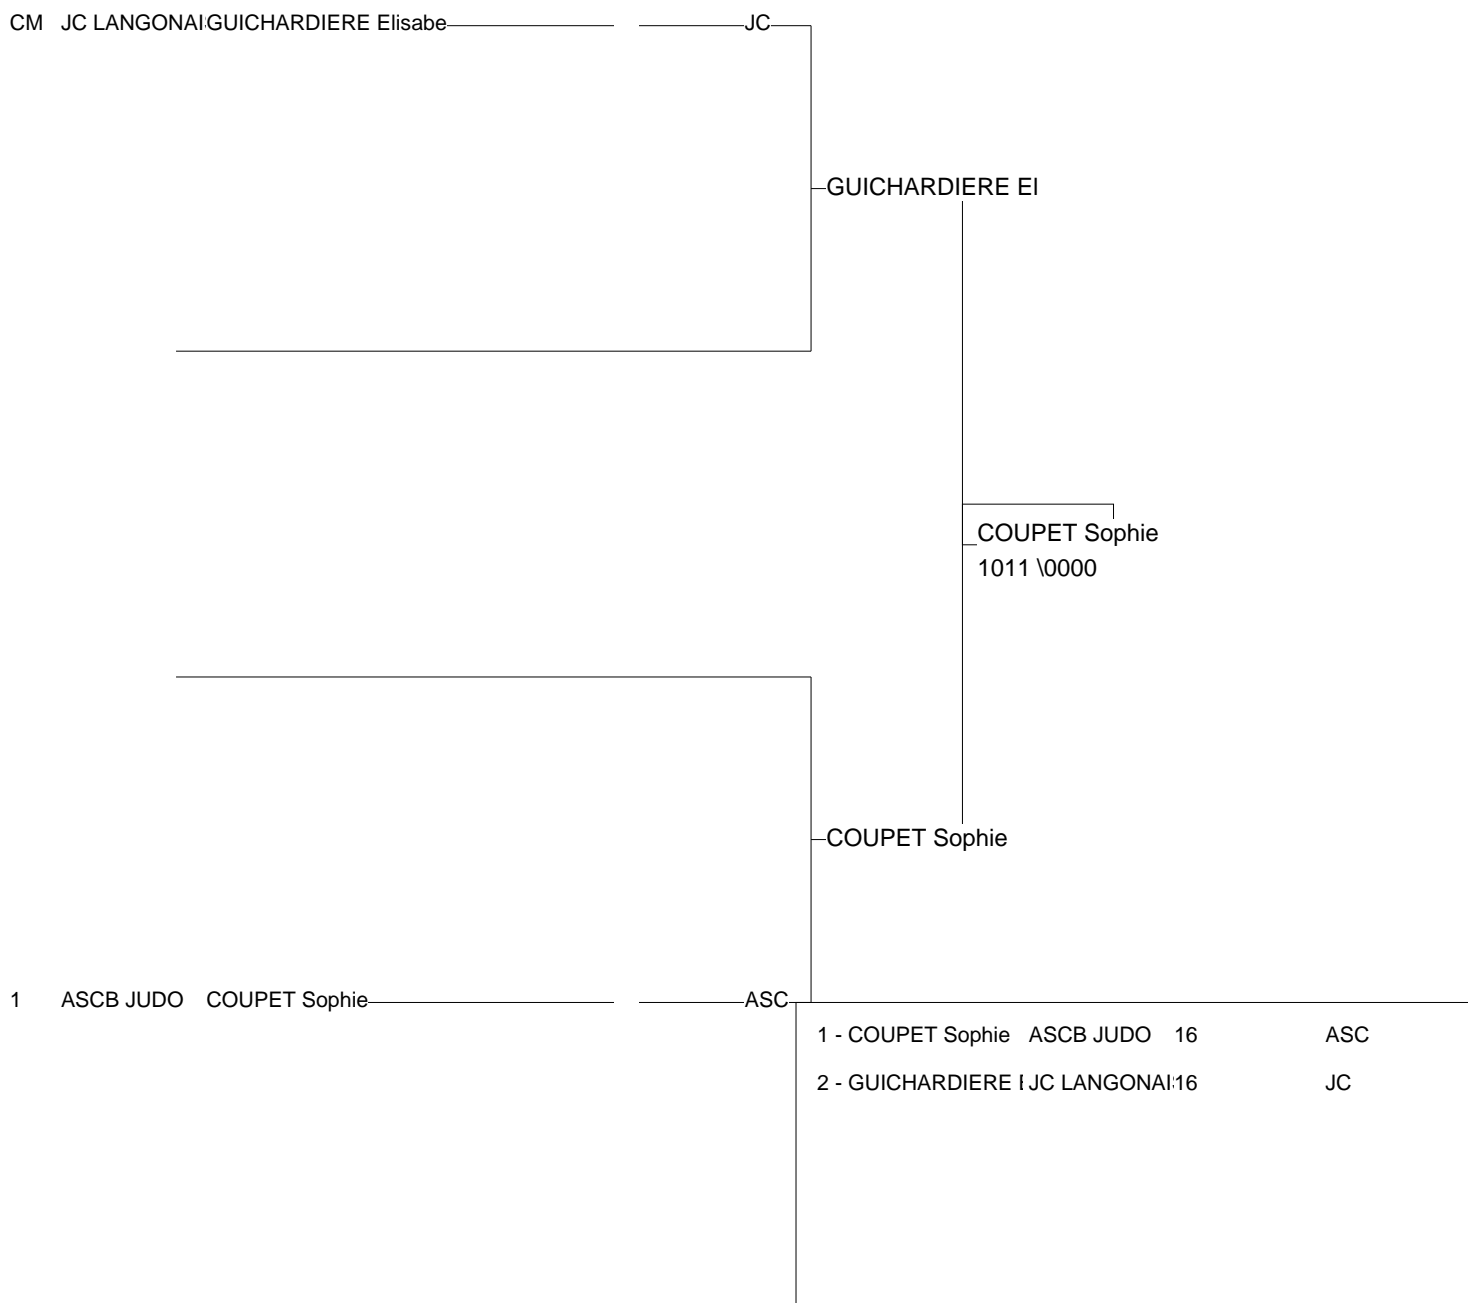 CM JC LANGONAI GUICHARDIERE Elisabe JC
GUICHARDIERE El
COUPET Sophie
1011 \0000
COUPET Sophie
1 ASCB JUDO COUPET Sophie ASC
1 - COUPET Sophie ASCB JUDO 16 ASC
2 - GUICHARDIERE JC LANGONAI 16 JC